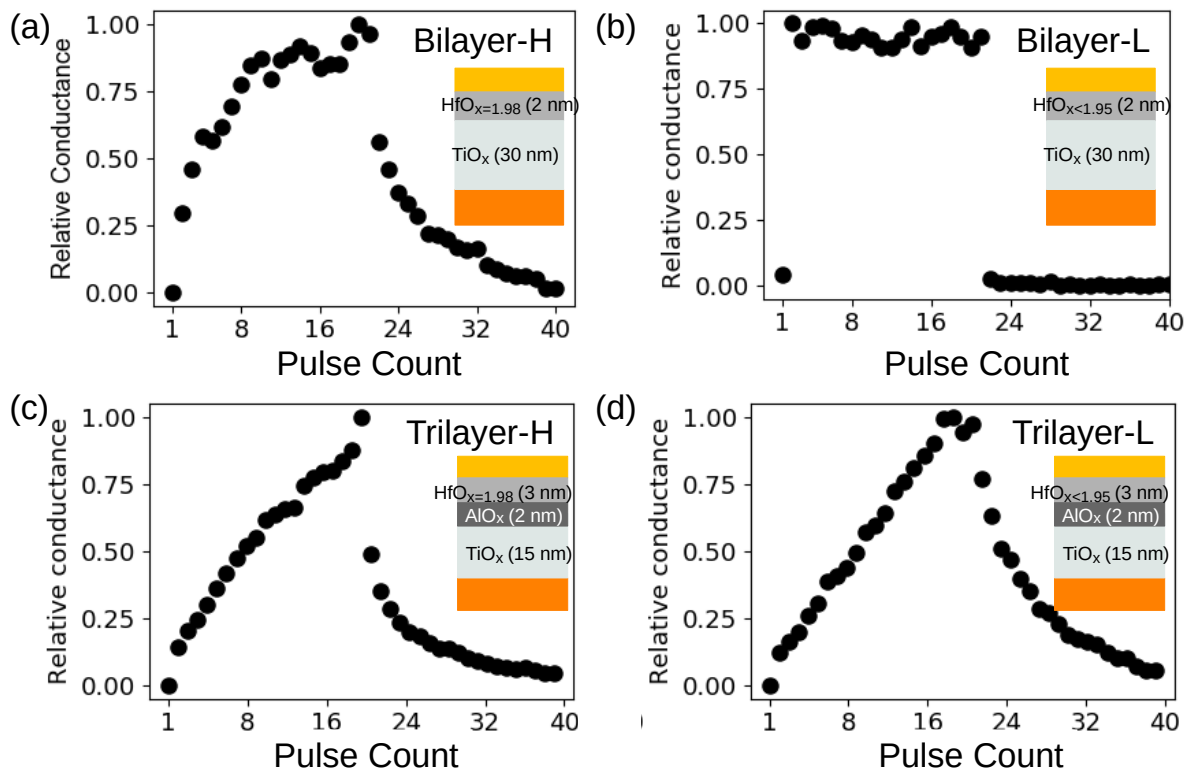 (a)
Bilayer-H
Relative Conductance
1.00
0.75
0.50
0.25
0.00
HfOx=1.98 (2 nm)
TiOx (30 nm)
1 8 16 24 32 40
Pulse Count
(b)
Bilayer-L
Relative conductance
1.00
0.75
0.50
0.25
0.00
HfOx<1.95 (2 nm)
TiOx (30 nm)
1 8 16 24 32 40
Pulse Count
(c)
Trilayer-H
Relative conductance
1.00
0.75
0.50
0.25
0.00
HfOx=1.98 (3 nm)
AlOx (2 nm)
TiOx (15 nm)
1 8 16 24 32 40
Pulse Count
(d)
Trilayer-L
Relative conductance
1.00
0.75
0.50
0.25
0.00
HfOx<1.95 (3 nm)
AlOx (2 nm)
TiOx (15 nm)
1 8 16 24 32 40
Pulse Count